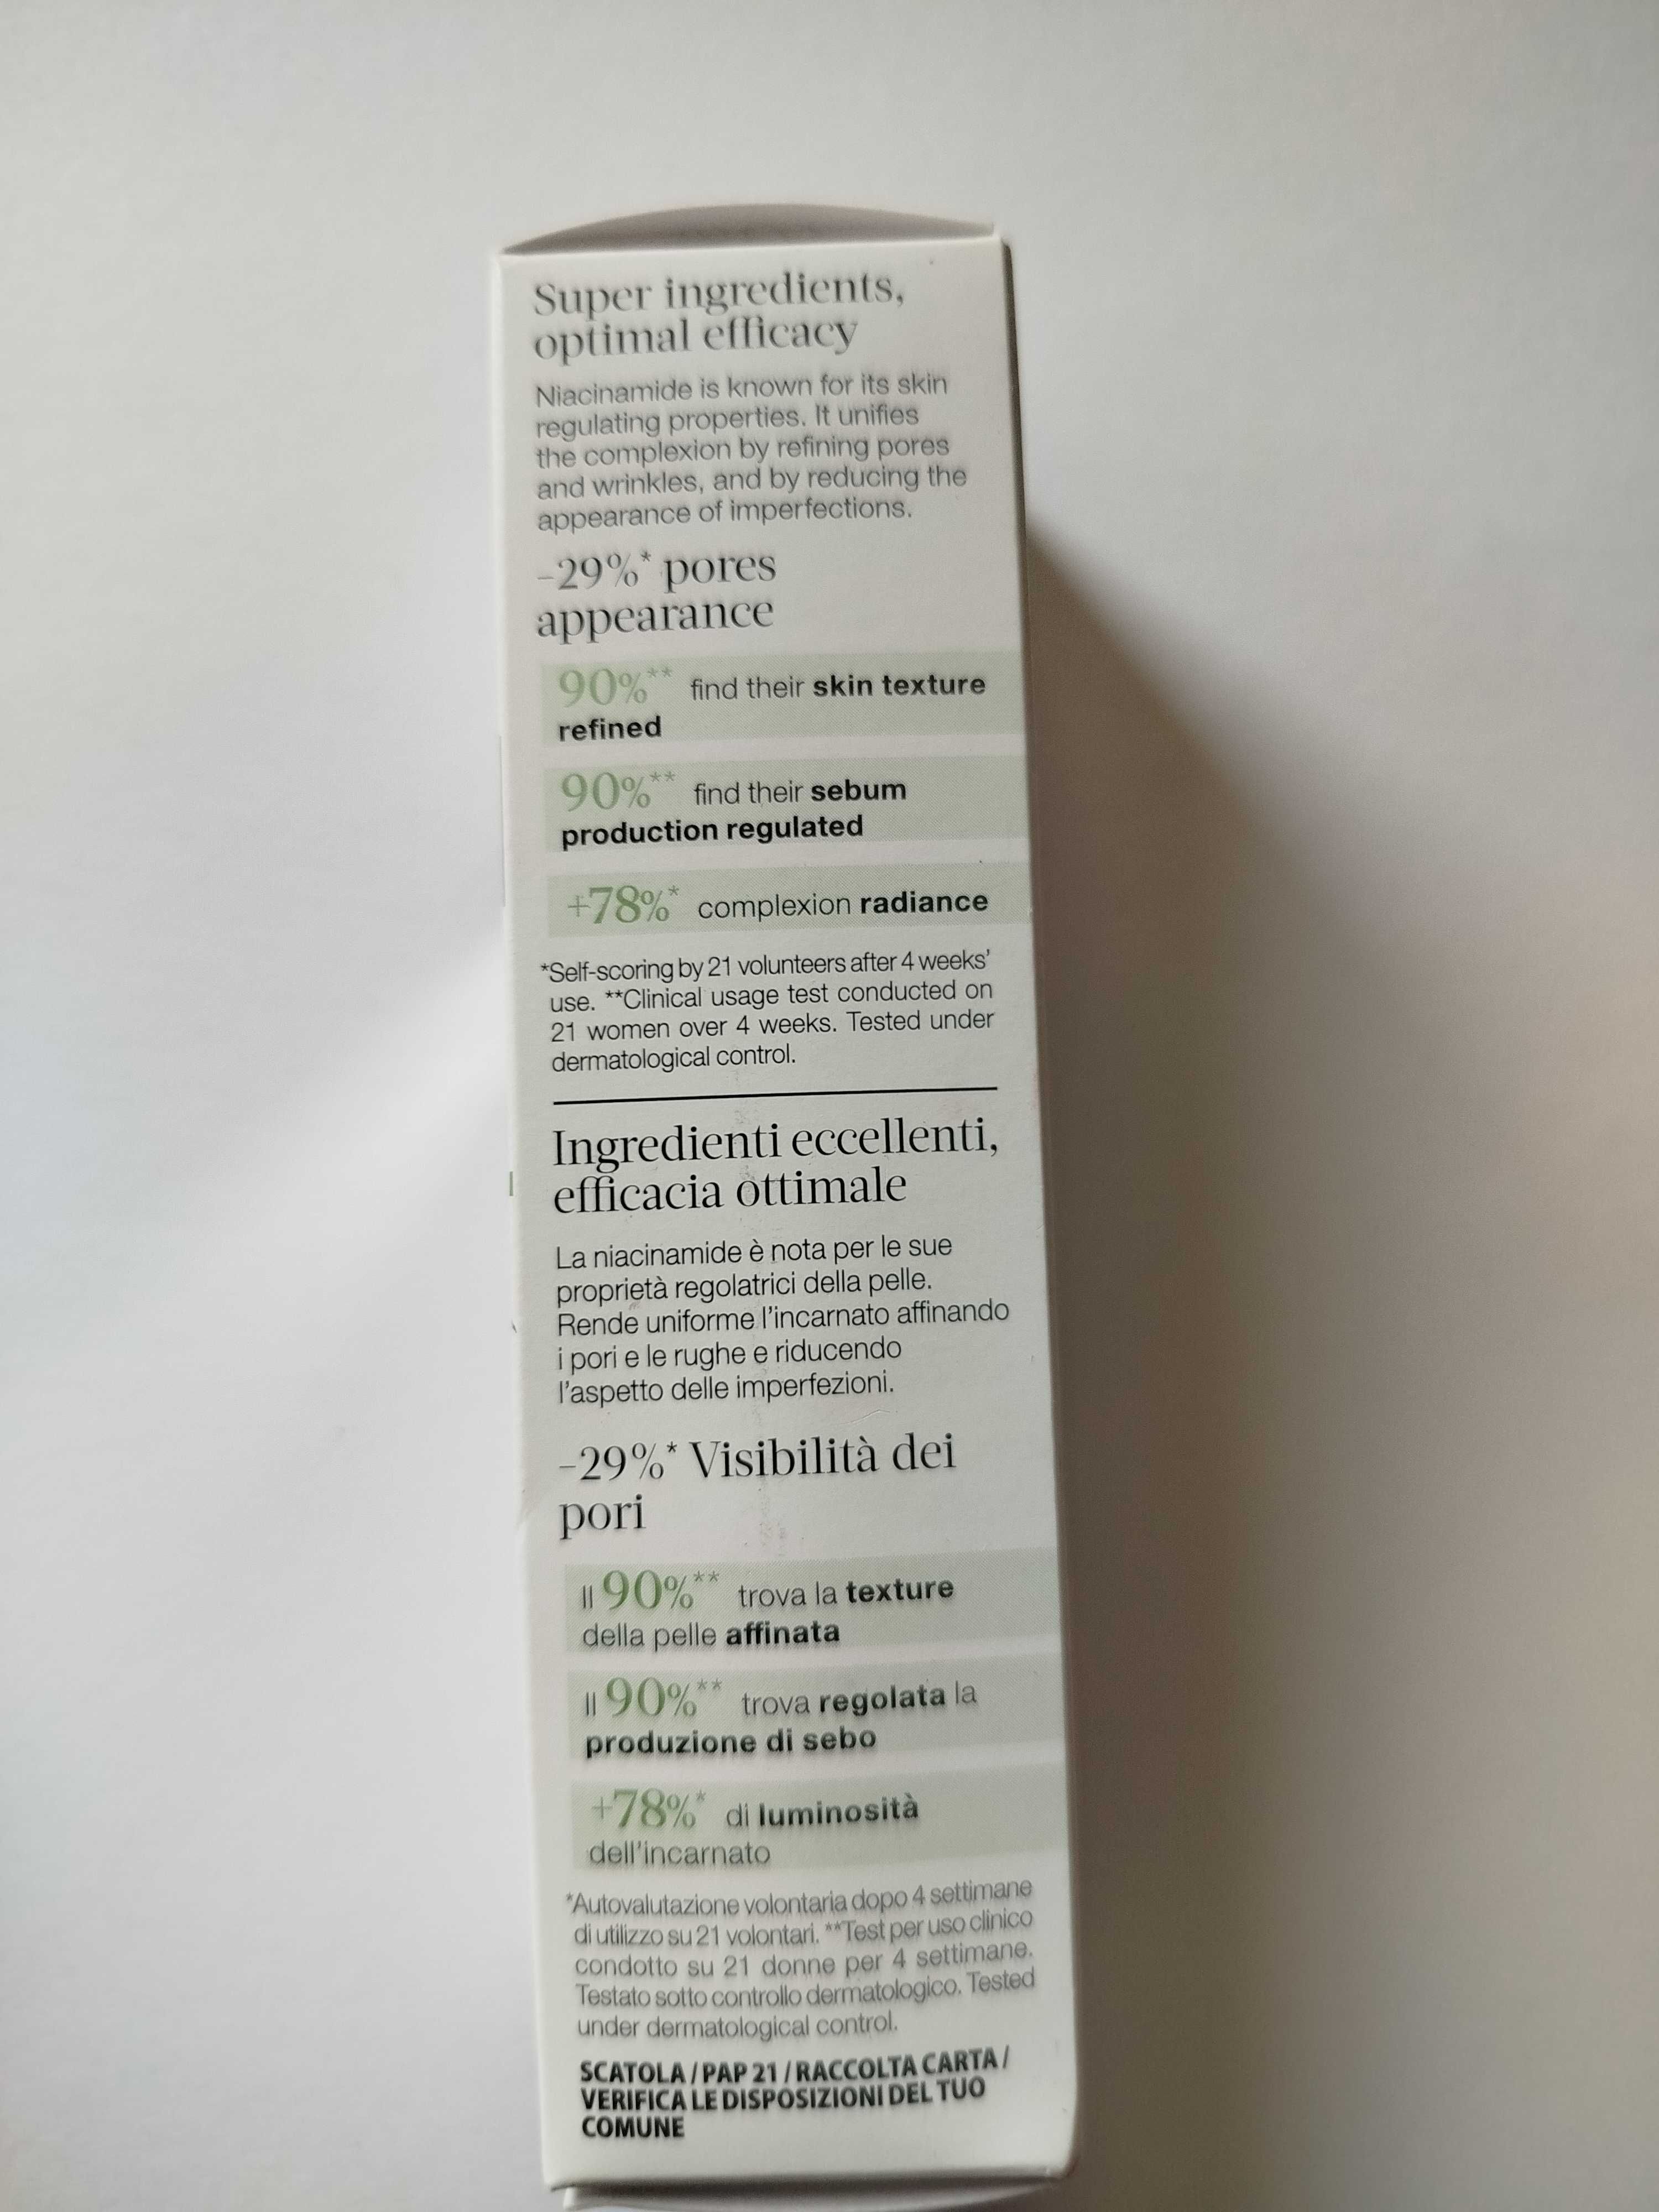 Super ingredients,
optimal efficacy
Niacinamide is known for its skin
regulating properties. It unifies
the complexion by refining pores
and wrinkles, and by reducing the
appearance of imperfections.
-29%* pores
appearance
90%** find their skin texture
refined
90%** find their sebum
production regulated
+78%* complexion radiance
*Self-scoring by 21 volunteers after 4 weeks'
use. **Clinical usage test conducted on
21 women over 4 weeks. Tested under
dermatological control.
Ingredienti eccellenti,
efficacia ottimale
La niacinamide è nota per le sue
proprietà regolatrici della pelle.
Rende uniforme l'incarnato affinando
i pori e le rughe e riducendo
l'aspetto delle imperfezioni.
-29%* Visibilità dei
pori
Il 90%** trova la texture
della pelle affinata
Il 90%** trova regolata la
produzione di sebo
+78%* di luminosità
dell'incarnato
*Autovalutazione volontaria dopo 4 settimane
di utilizzo su 21 volontari. **Test per uso clinico
condotto su 21 donne per 4 settimane.
Testato sotto controllo dermatologico. Tested
under dermatological control.
SCATOLA / PAP 21 / RACCOLTA CARTA /
VERIFICA LE DISPOSIZIONI DEL TUO
COMUNE